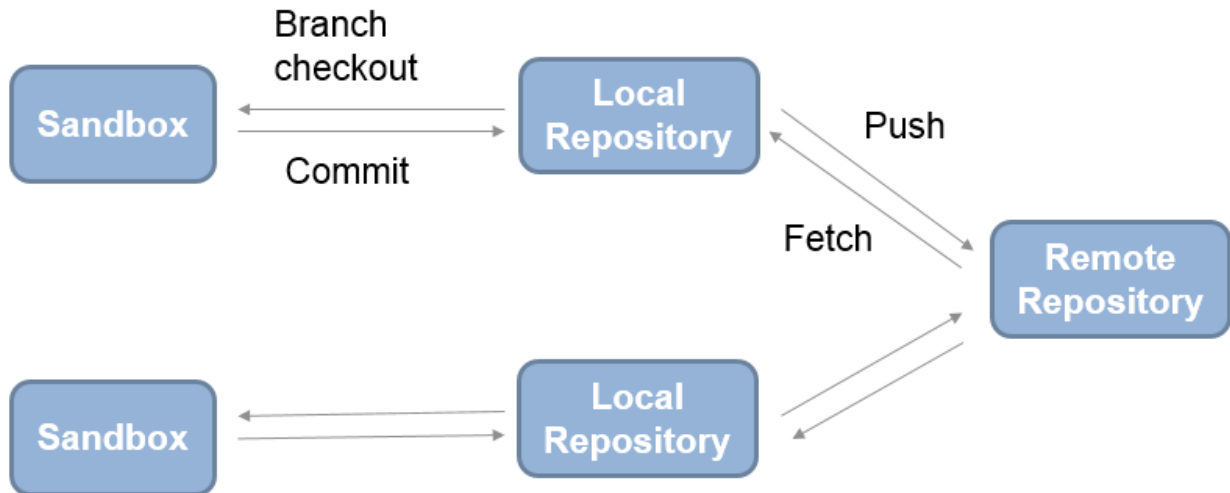 Branch
checkout
Sandbox
Local
Repository
Commit
Push
Fetch
Remote
Repository
Sandbox
Local
Repository